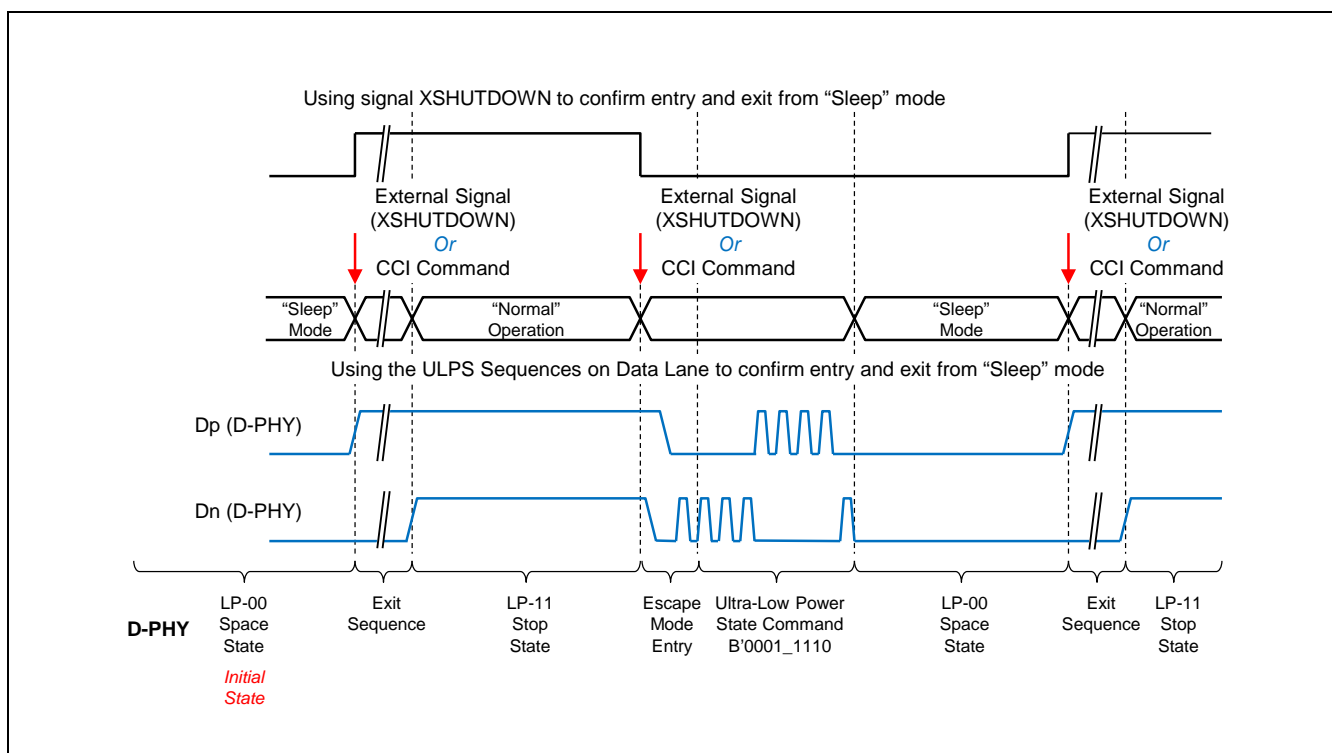 Using signal XSHUTDOWN to confirm entry and exit from “Sleep” mode
External Signal
(XSHUTDOWN)
Or
CCI Command
External Signal
(XSHUTDOWN)
Or
CCI Command
External Signal
(XSHUTDOWN)
Or
CCI Command
“Sleep”
Mode
“Normal”
Operation
“Sleep”
Mode
“Normal”
Operation
Using the ULPS Sequences on Data Lane to confirm entry and exit from “Sleep” mode
Dp (D-PHY)
Dn (D-PHY)
D-PHY
LP-00
Space
State
Initial
State
Exit
Sequence
LP-11
Stop
State
Escape
Mode
Entry
Ultra-Low Power
State Command
B'0001_1110
LP-00
Space
State
Exit
Sequence
LP-11
Stop
State